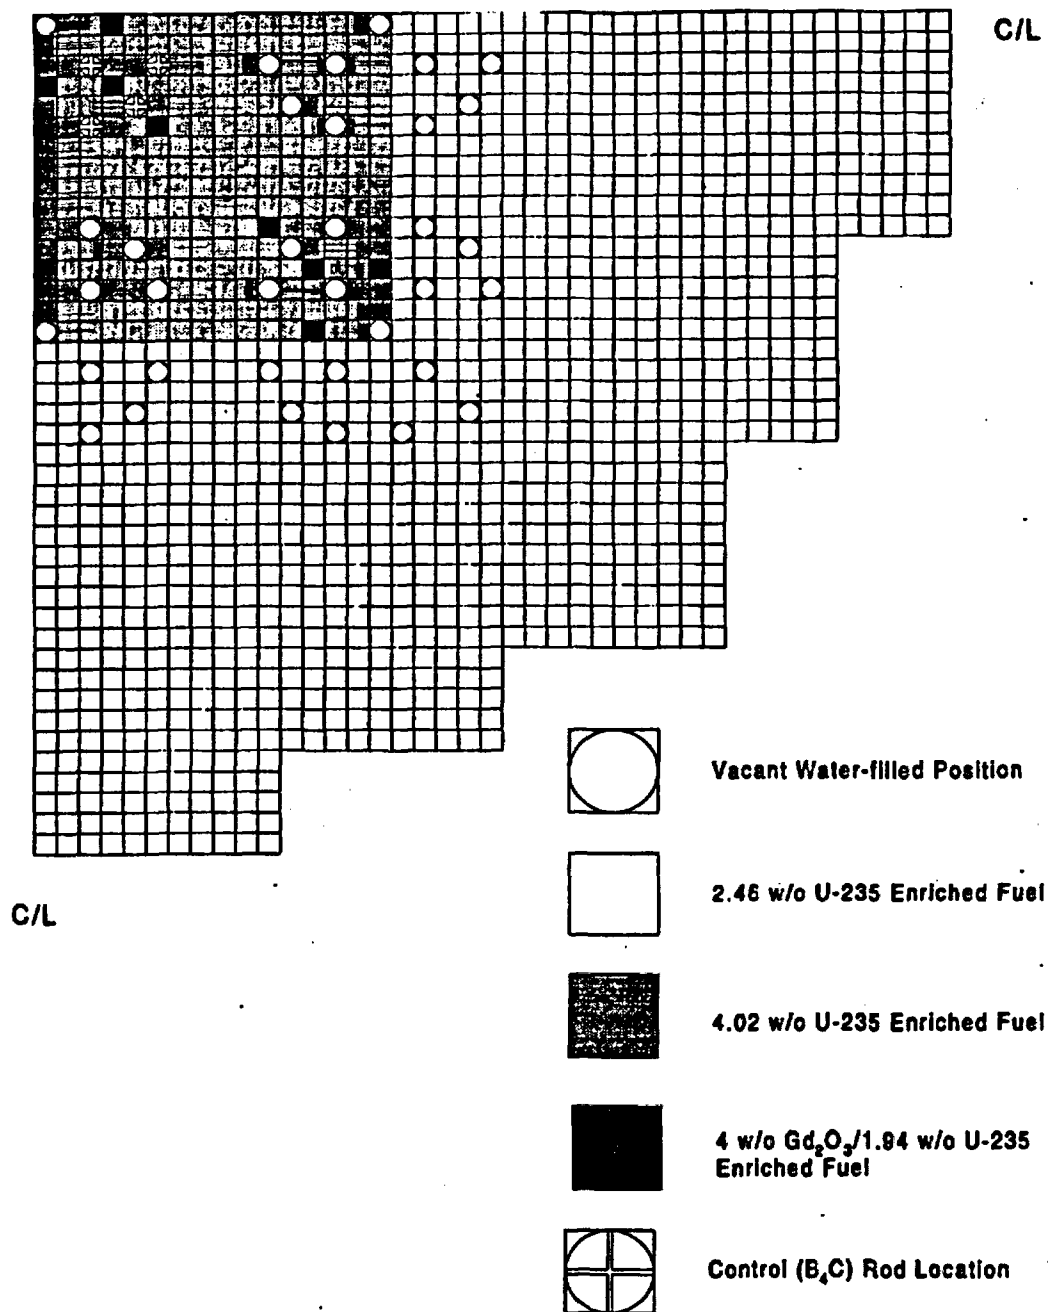 C/L
C/L
Vacant Water-filled Position
2.46 w/o U-235 Enriched Fuel
4.02 w/o U-235 Enriched Fuel
4 w/o Gd₂O₃/1.94 w/o U-235
Enriched Fuel
Control (B₄C) Rod Location